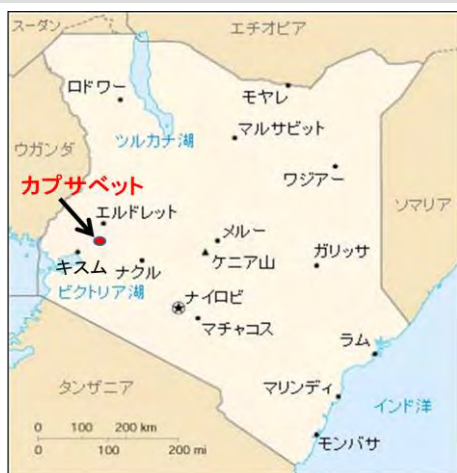 スーダン
エチオピア
ロドワー
モヤレ
マルサビット
ツルカナ湖
ウガンダ
ワジアー
カプサベット
エルドレット
ソマリア
メルー
ケニア山
ガリッサ
キスム
ナクル
ビクトリア湖
ナイロビ
マチャコス
ラム
タンザニア
マリンディ
インド洋
0 100 200 km
0 100 200 mi
モンバサ